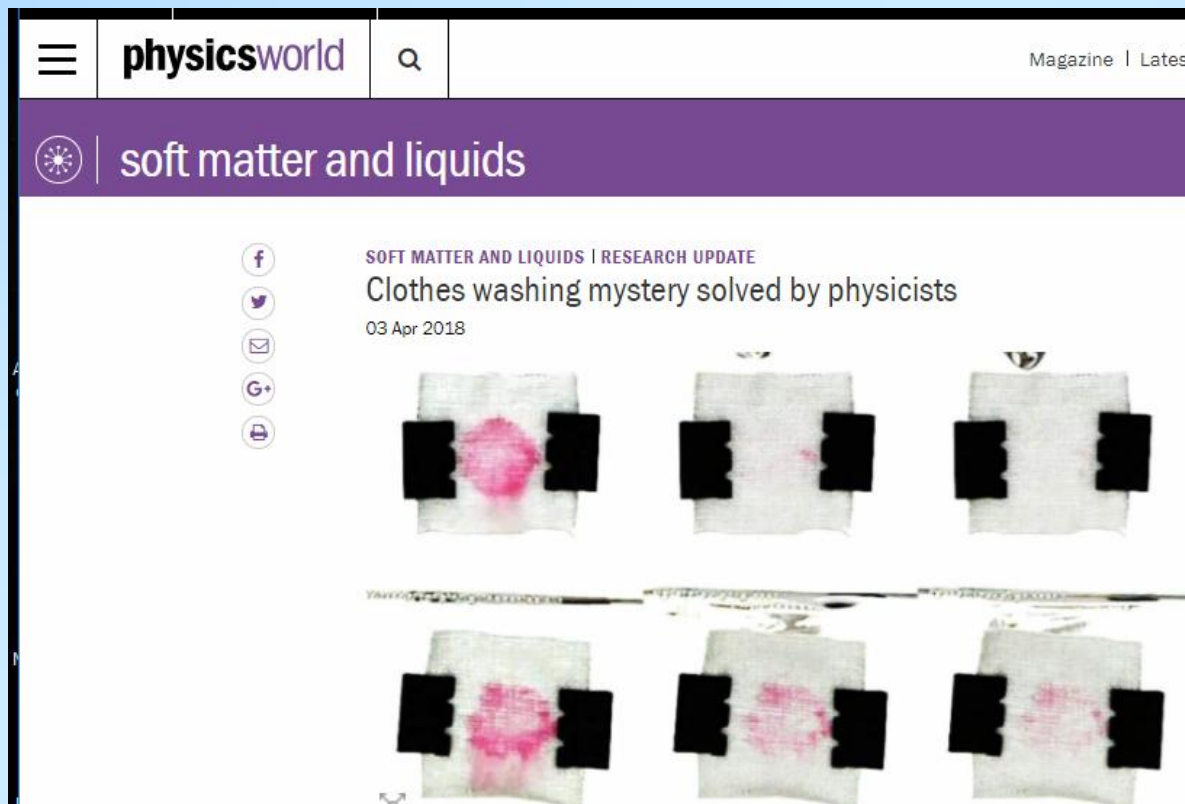 physicsworld
Magazine | Lates
soft matter and liquids
SOFT MATTER AND LIQUIDS | RESEARCH UPDATE
Clothes washing mystery solved by physicists
03 Apr 2018
f
G+